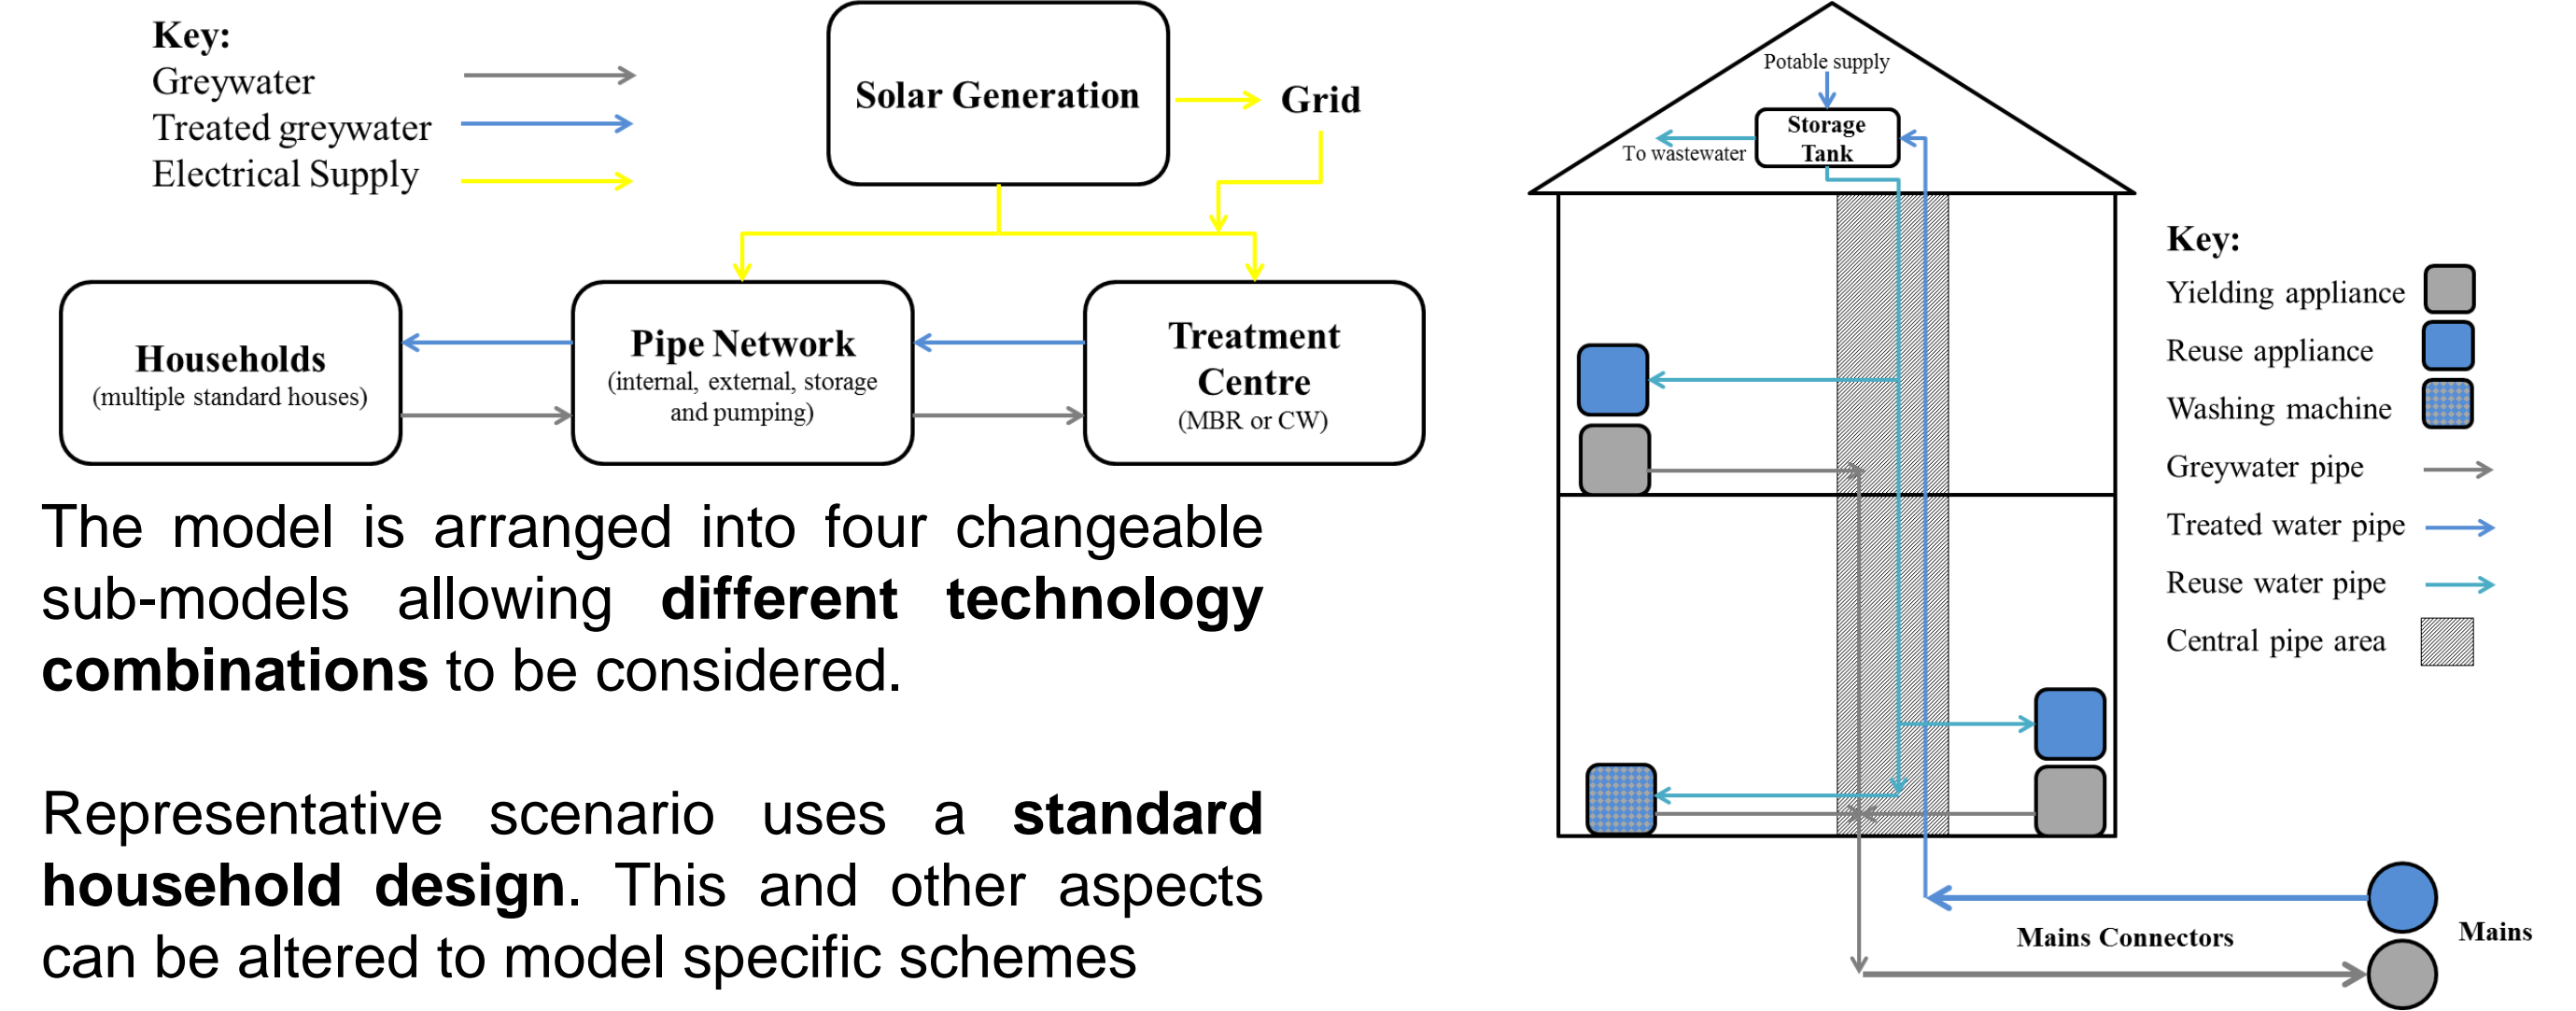 Key:
Greywater
Treated greywater
Electrical Supply
Solar Generation
Grid
Households
(multiple standard houses)
Pipe Network
(internal, external, storage
and pumping)
Treatment
Centre
(MBR or CW)
The model is arranged into four changeable
sub-models allowing different technology
combinations to be considered.
Representative scenario uses a standard
household design. This and other aspects
can be altered to model specific schemes
Potable supply
Storage
Tank
To wastewater
Key:
Yielding appliance
Reuse appliance
Washing machine
Greywater pipe
Treated water pipe
Reuse water pipe
Central pipe area
Mains Connectors
Mains